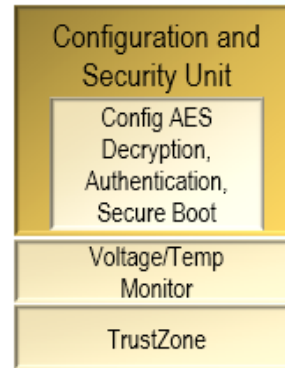 Configuration and
Security Unit
Config AES
Decryption,
Authentication,
Secure Boot
Voltage/Temp
Monitor
TrustZone